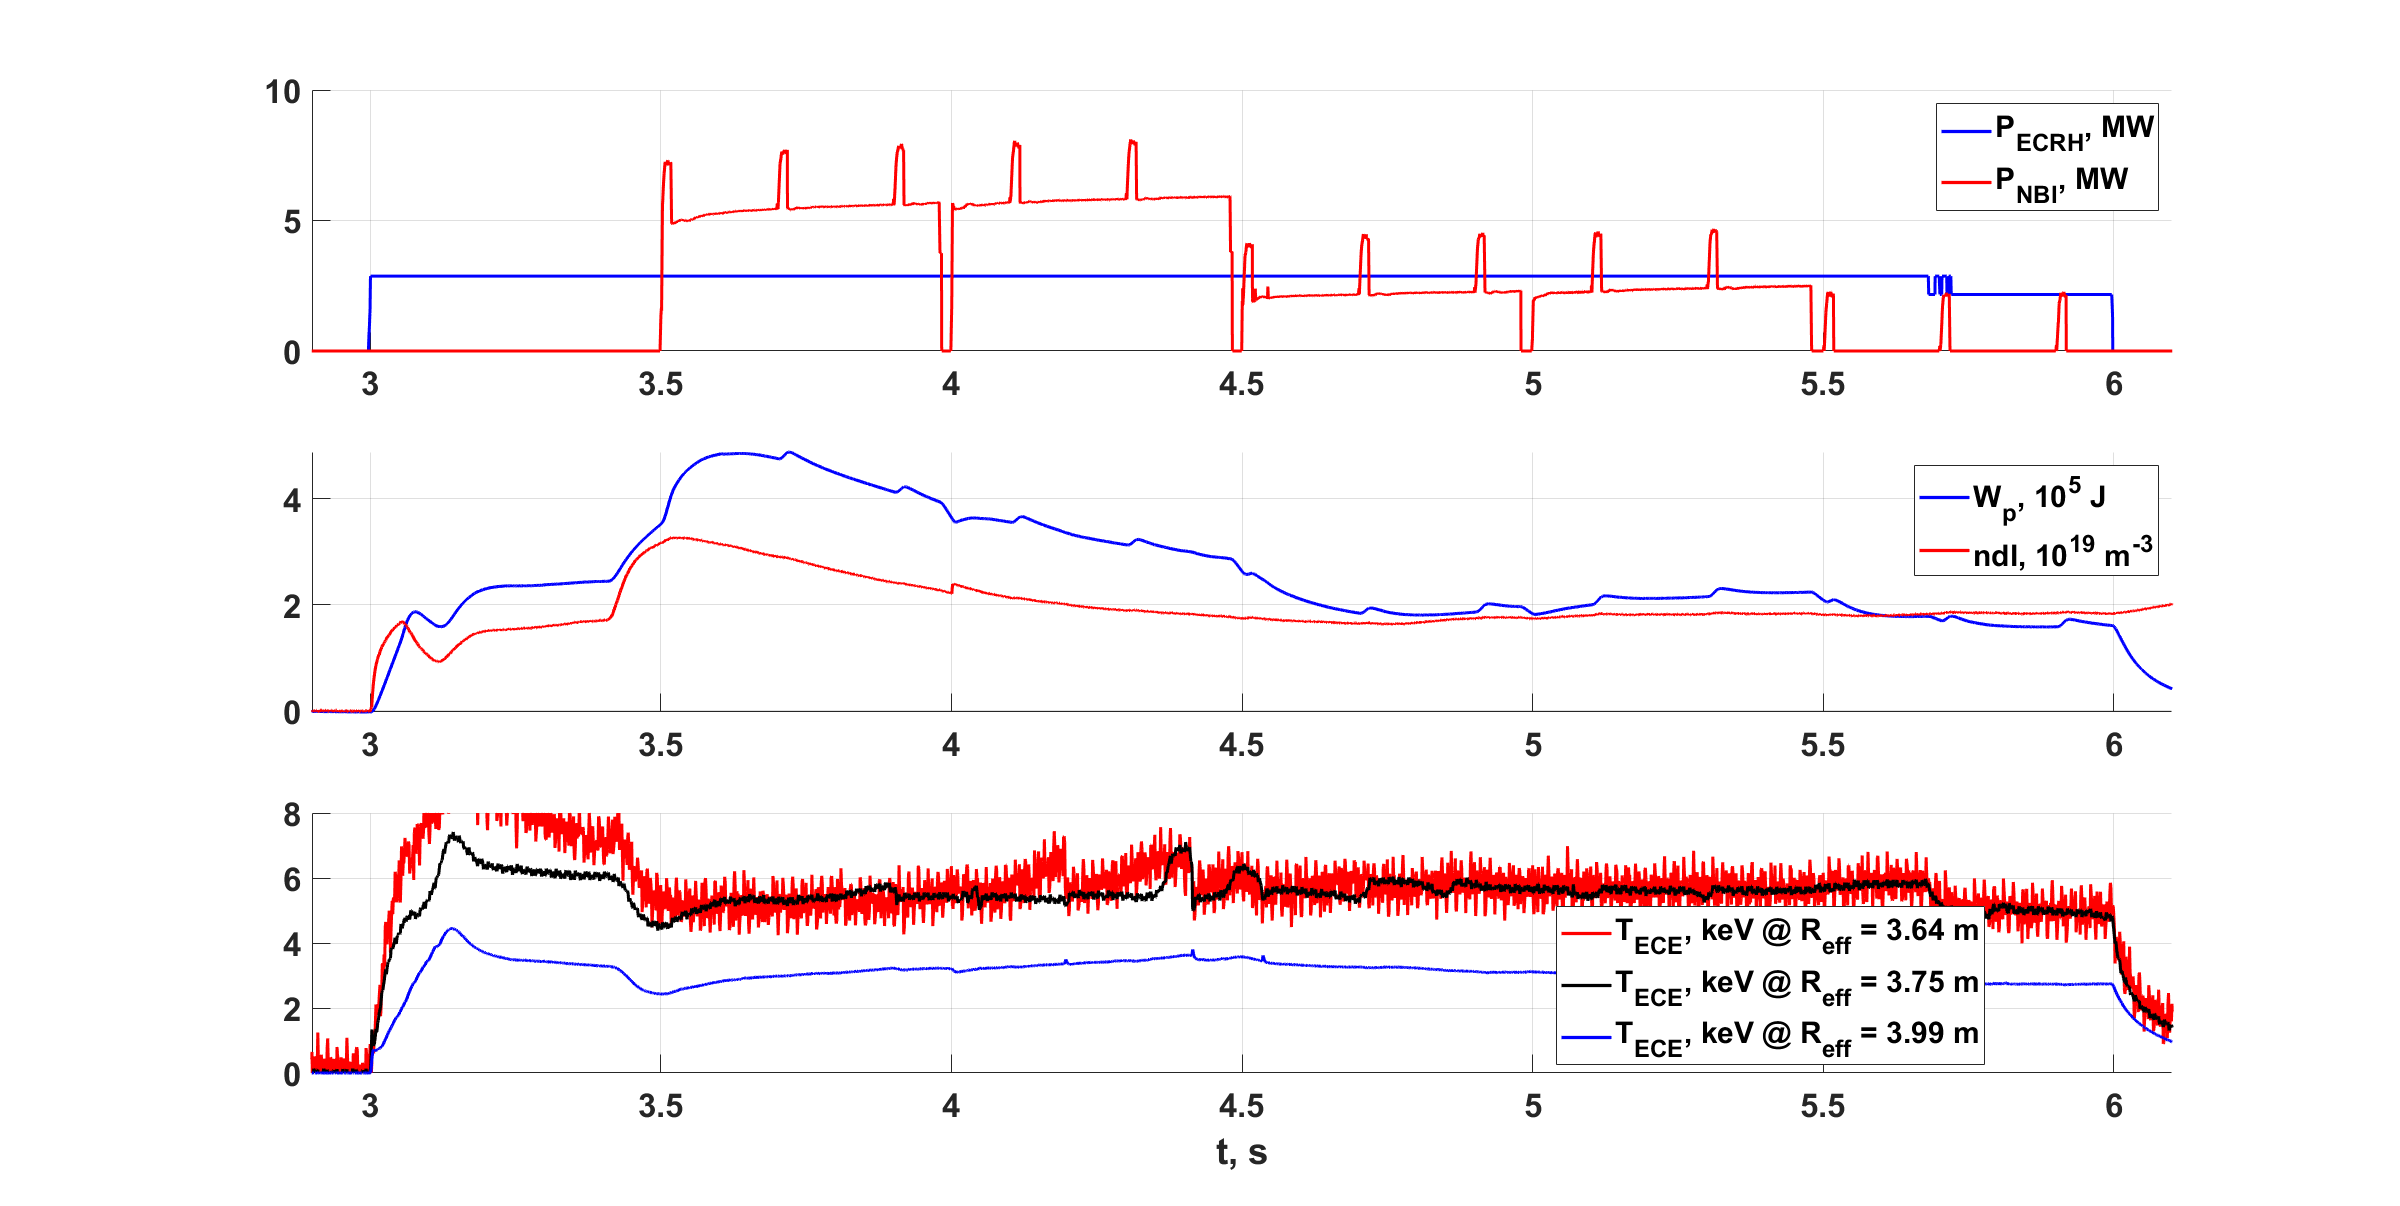 10
5
0
P_ECRH, MW
P_NBI, MW
3 3.5 4 4.5 5 5.5 6
4
2
0
W_p, 10^5 J
ndl, 10^19 m^-3
3 3.5 4 4.5 5 5.5 6
8
6
4
2
0
T_ECE, keV @ R_eff = 3.64 m
T_ECE, keV @ R_eff = 3.75 m
T_ECE, keV @ R_eff = 3.99 m
3 3.5 4 4.5 5 5.5 6
t, s